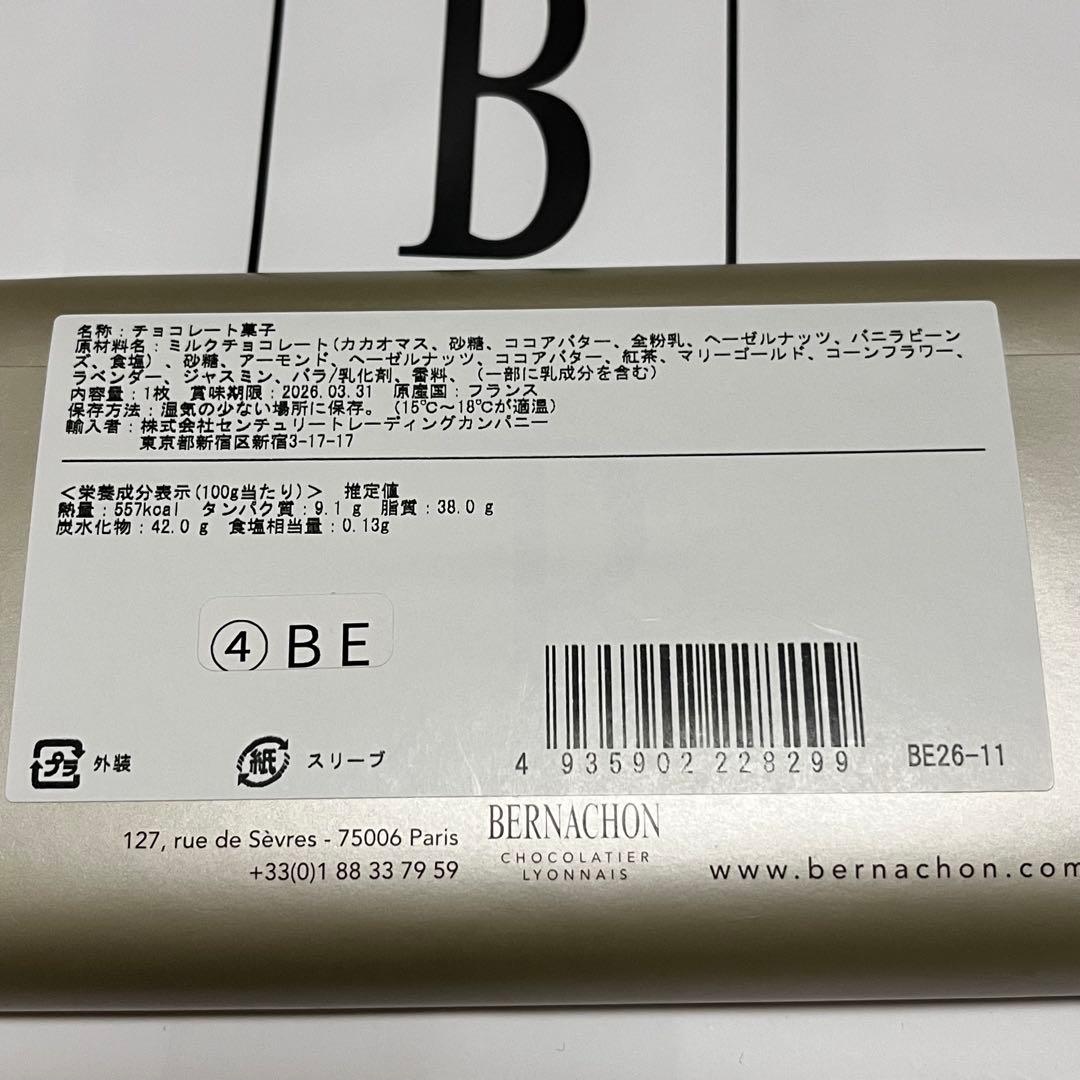 B
名称：チョコレート菓子
原材料名：ミルクチョコレート(カカオマス、砂糖、ココアバター、全粉乳、ヘーゼルナッツ、バニラビーン
ズ、食塩)、砂糖、アーモンド、ヘーゼルナッツ、ココアバター、紅茶、マリーゴールド、コーンフラワー、
ラベンダー、ジャスミン、バラ/乳化剤、香料、（一部に乳成分を含む）
内容量：1枚　賞味期限：2026.03.31　原産国：フランス
保存方法：湿気の少ない場所に保存。（15℃～18℃が適温）
輸入者：株式会社センチュリートレーディングカンパニー
東京都新宿区新宿3-17-17
＜栄養成分表示(100g当たり)＞　推定値
熱量：557kcal　タンパク質：9.1ｇ 脂質：38.0ｇ
炭水化物：42.0ｇ　食塩相当量：0.13g
④BE
プラ 外装
紙 スリーブ
4 935902 228299
BE26-11
127, rue de Sèvres - 75006 Paris
+33(0)1 88 33 79 59
BERNACHON
CHOCOLATIER
LYONNAIS
www.bernachon.com